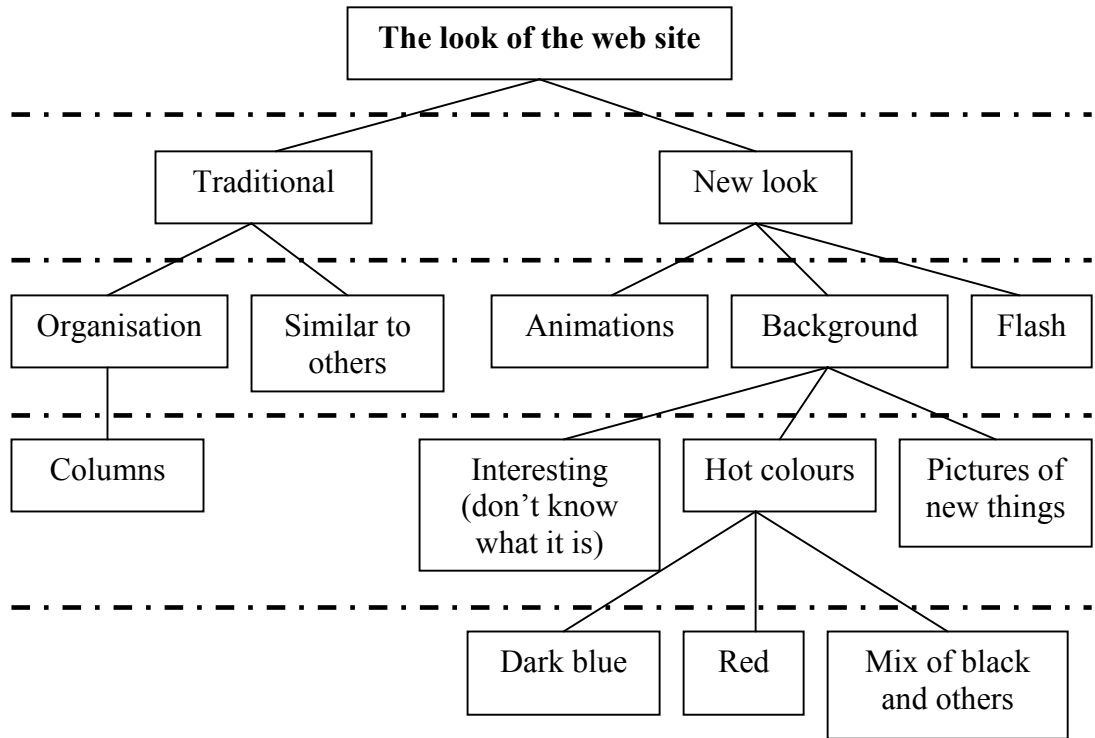 The look of the web site
Traditional
New look
Organisation
Similar to
others
Animations
Background
Flash
Columns
Interesting
(don't know
what it is)
Hot colours
Pictures of
new things
Dark blue
Red
Mix of black
and others